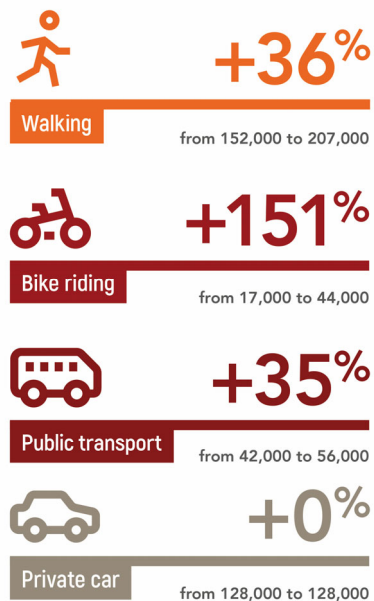 +36%
Walking
from 152,000 to 207,000
+151%
Bike riding
from 17,000 to 44,000
+35%
Public transport
from 42,000 to 56,000
+0%
Private car
from 128,000 to 128,000